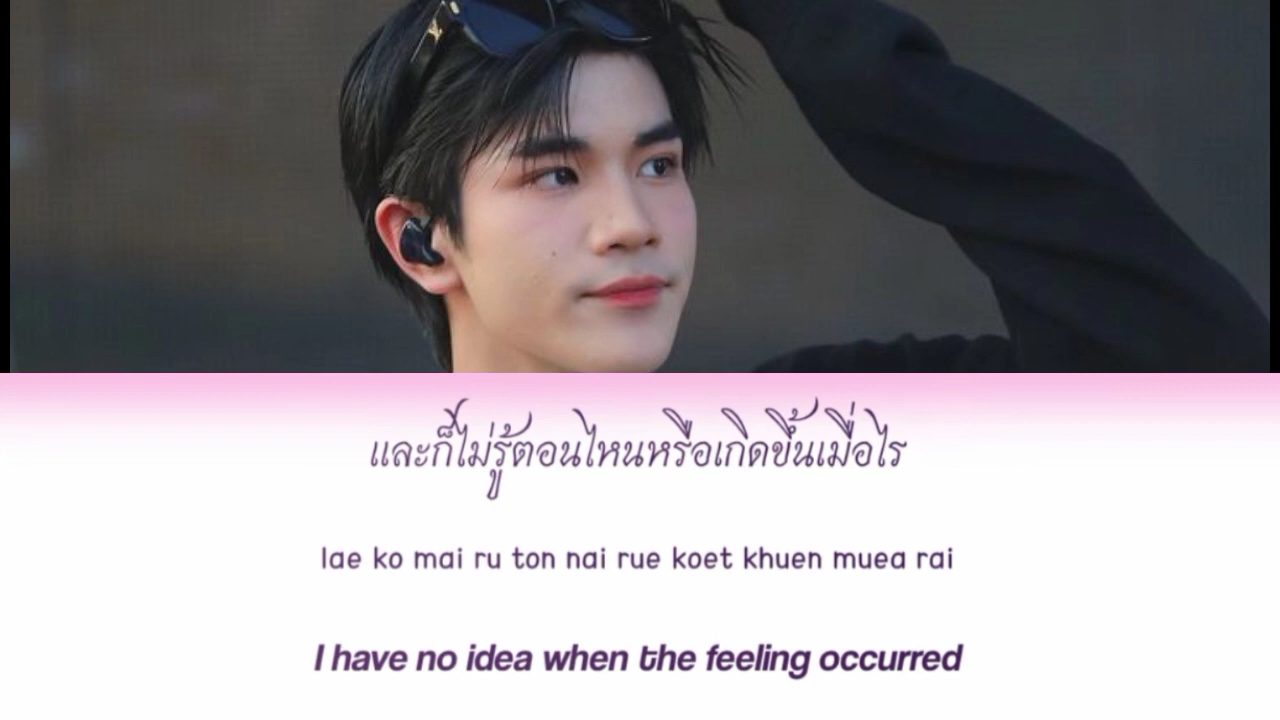 และก็ไม่รู้ตอนไหนหรือเกิดขึ้นเมื่อไร
lae ko mai ru ton nai rue koet khuen muea rai
I have no idea when the feeling occurred